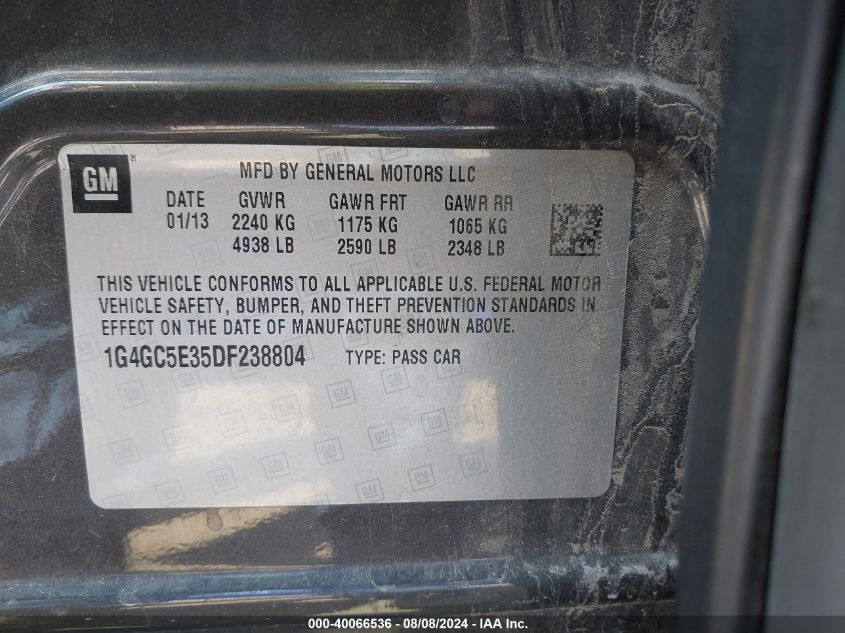 GM ®
MFD BY GENERAL MOTORS LLC
DATE GVWR GAWR FRT GAWR RR
01/13 2240 KG 1175 KG 1065 KG
4938 LB 2590 LB 2348 LB
THIS VEHICLE CONFORMS TO ALL APPLICABLE U.S. FEDERAL MOTOR
VEHICLE SAFETY, BUMPER, AND THEFT PREVENTION STANDARDS IN
EFFECT ON THE DATE OF MANUFACTURE SHOWN ABOVE.
1G4GC5E35DF238804 TYPE: PASS CAR
000-40066536 - 08/08/2024 - IAA, Inc.